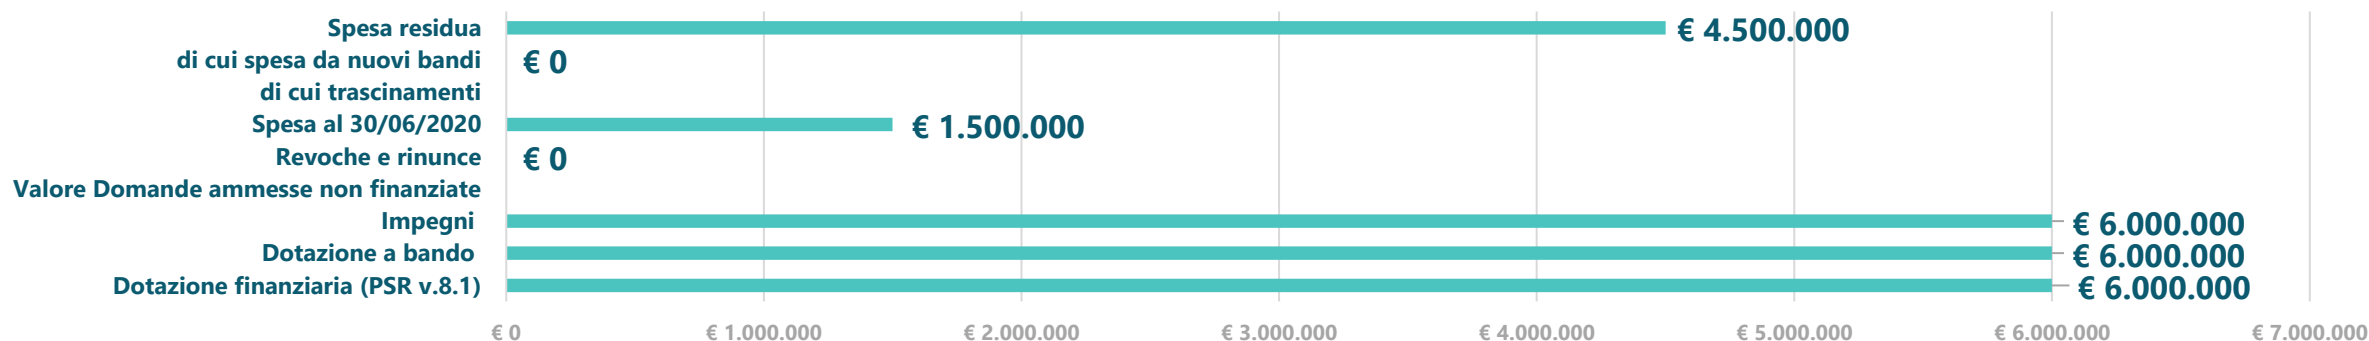 Spesa residua € 4.500.000
di cui spesa da nuovi bandi € 0
di cui trascinamenti
Spesa al 30/06/2020 € 1.500.000
Revoche e rinunce € 0
Valore Domande ammesse non finanziate
Impegni € 6.000.000
Dotazione a bando € 6.000.000
Dotazione finanziaria (PSR v.8.1) € 6.000.000
€ 0 € 1.000.000 € 2.000.000 € 3.000.000 € 4.000.000 € 5.000.000 € 6.000.000 € 7.000.000